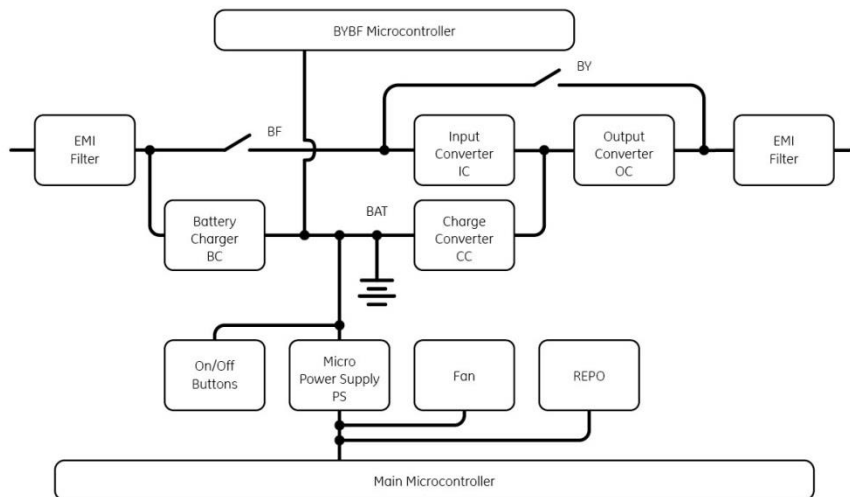 BYBF Microcontroller
BY
EMI
Filter
BF
Input
Converter
IC
Output
Converter
OC
EMI
Filter
Battery
Charger
BC
BAT
Charge
Converter
CC
On/Off
Buttons
Micro
Power Supply
PS
Fan
REPO
Main Microcontroller